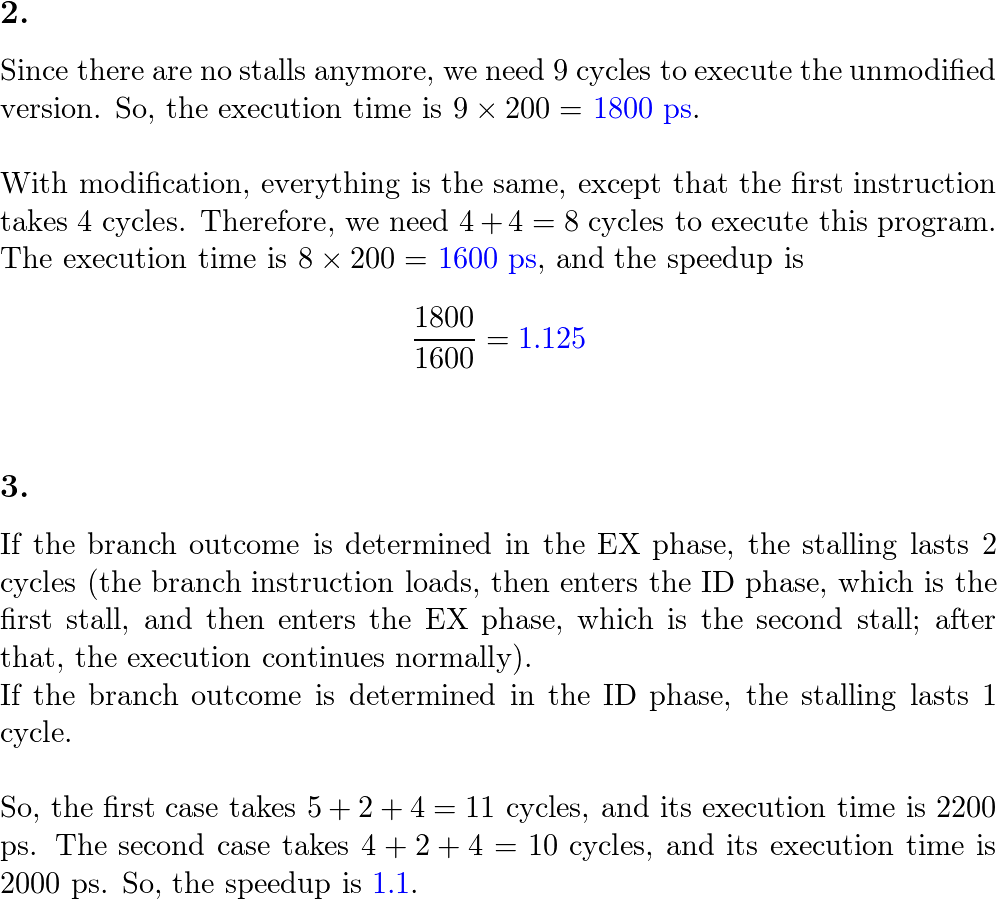 2.
Since there are no stalls anymore, we need 9 cycles to execute the unmodified
version. So, the execution time is 9 × 200 = 1800 ps.
With modification, everything is the same, except that the first instruction
takes 4 cycles. Therefore, we need 4 + 4 = 8 cycles to execute this program.
The execution time is 8 × 200 = 1600 ps, and the speedup is
1800
1600
= 1.125
3.
If the branch outcome is determined in the EX phase, the stalling lasts 2
cycles (the branch instruction loads, then enters the ID phase, which is the
first stall, and then enters the EX phase, which is the second stall; after
that, the execution continues normally).
If the branch outcome is determined in the ID phase, the stalling lasts 1
cycle.
So, the first case takes 5 + 2 + 4 = 11 cycles, and its execution time is 2200
ps. The second case takes 4 + 2 + 4 = 10 cycles, and its execution time is
2000 ps. So, the speedup is 1.1.